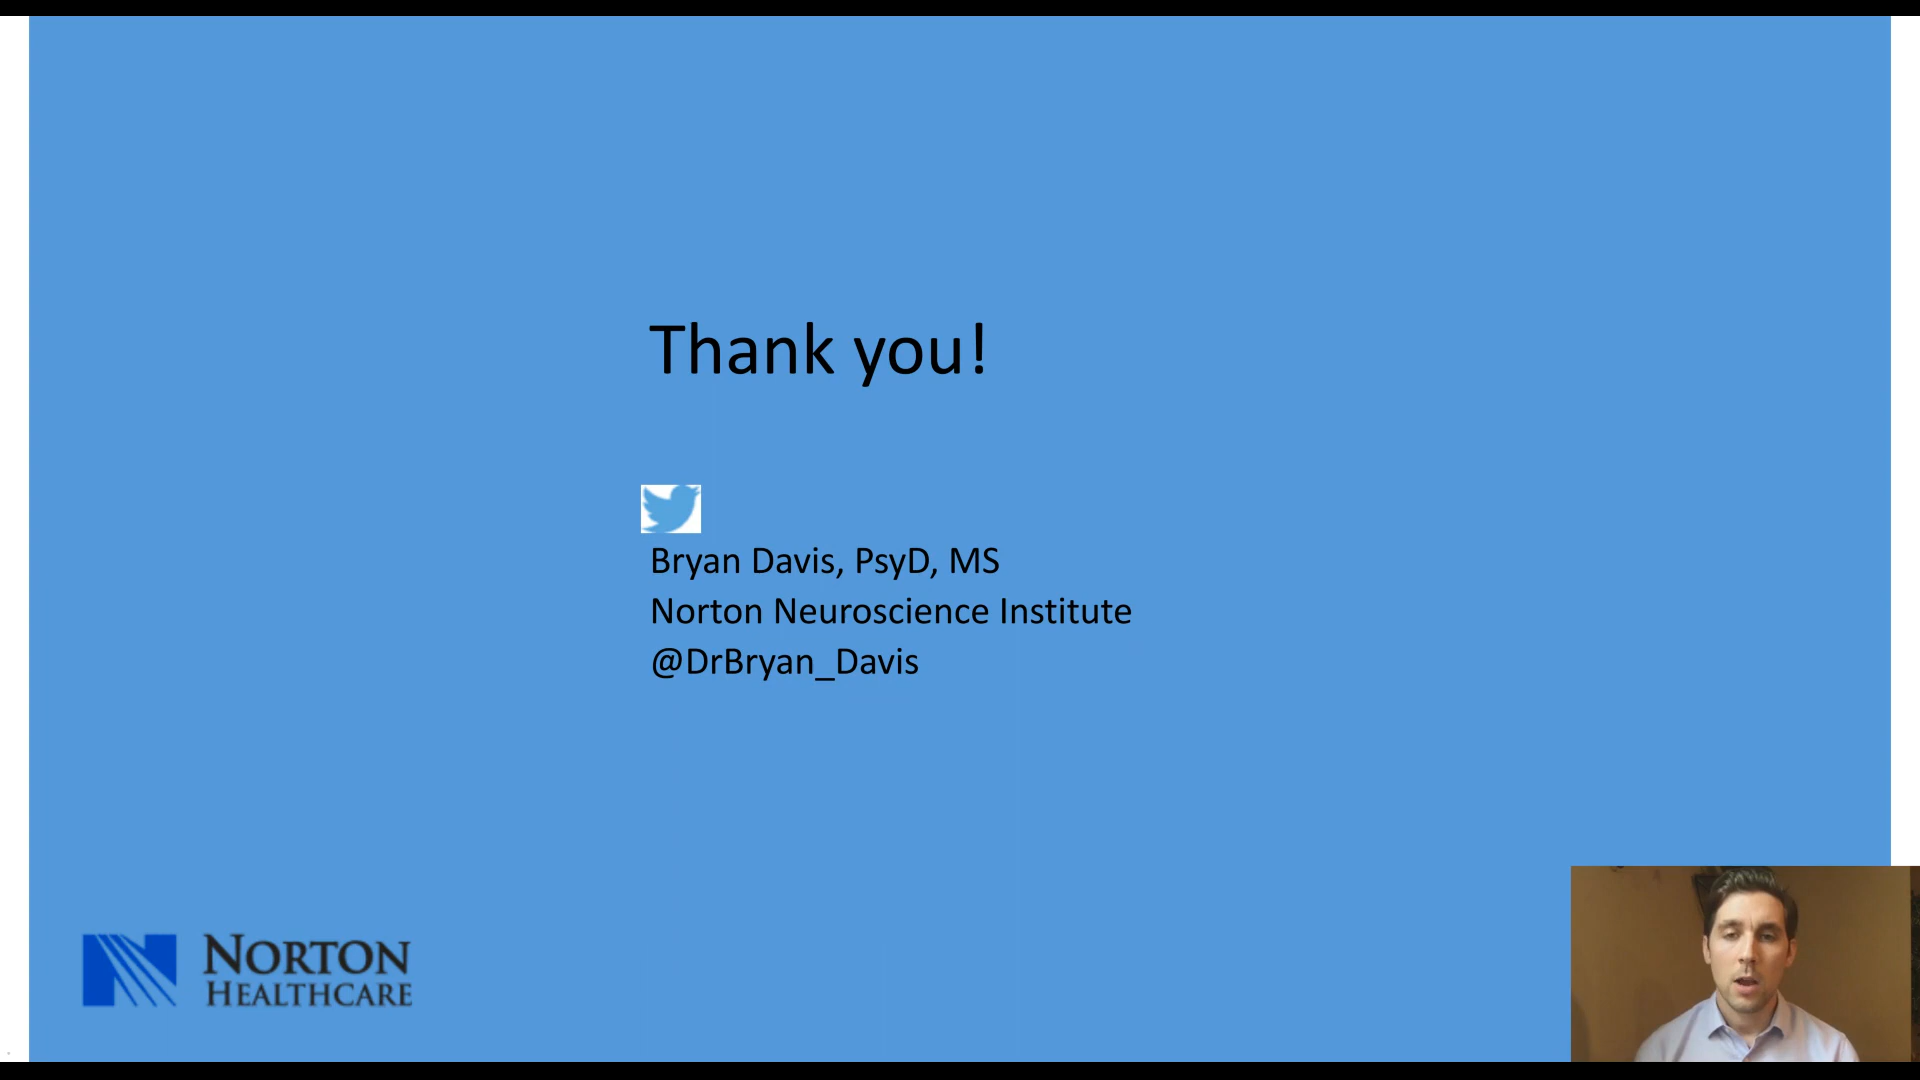 Thank you!
Bryan Davis, PsyD, MS
Norton Neuroscience Institute
@DrBryan_Davis
NORTON
HEALTHCARE